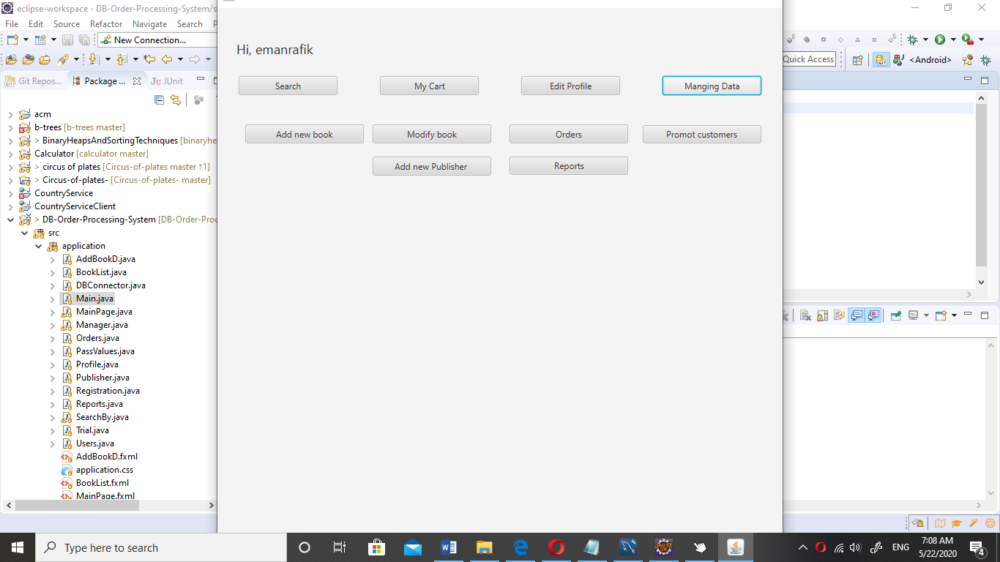 eclipse-workspace - DB-Order-Processing-System/s
File Edit Source Refactor Navigate Search P
New Connection...
Quick Access
<Android>
Git Repos...
Package ...
JUnit
acm
b-trees [b-trees master]
> BinaryHeapsAndSortingTechniques [binaryhe
Calculator [calculator master]
> circus of plates [Circus-of-plates master ↑1]
> Circus-of-plates- [Circus-of-plates- master]
CountryService
CountryServiceClient
> DB-Order-Processing-System [DB-Order-Proc
src
application
AddBookD.java
BookList.java
DBConnector.java
Main.java
MainPage.java
Manager.java
Orders.java
PassValues.java
Profile.java
Publisher.java
Registration.java
Reports.java
SearchBy.java
Trial.java
Users.java
AddBookD.fxml
application.css
BookList.fxml
MainPage.fxml
Hi, emanrafik
Search
My Cart
Edit Profile
Manging Data
Add new book
Modify book
Orders
Promot customers
Add new Publisher
Reports
Type here to search
ENG
7:08 AM
5/22/2020
4